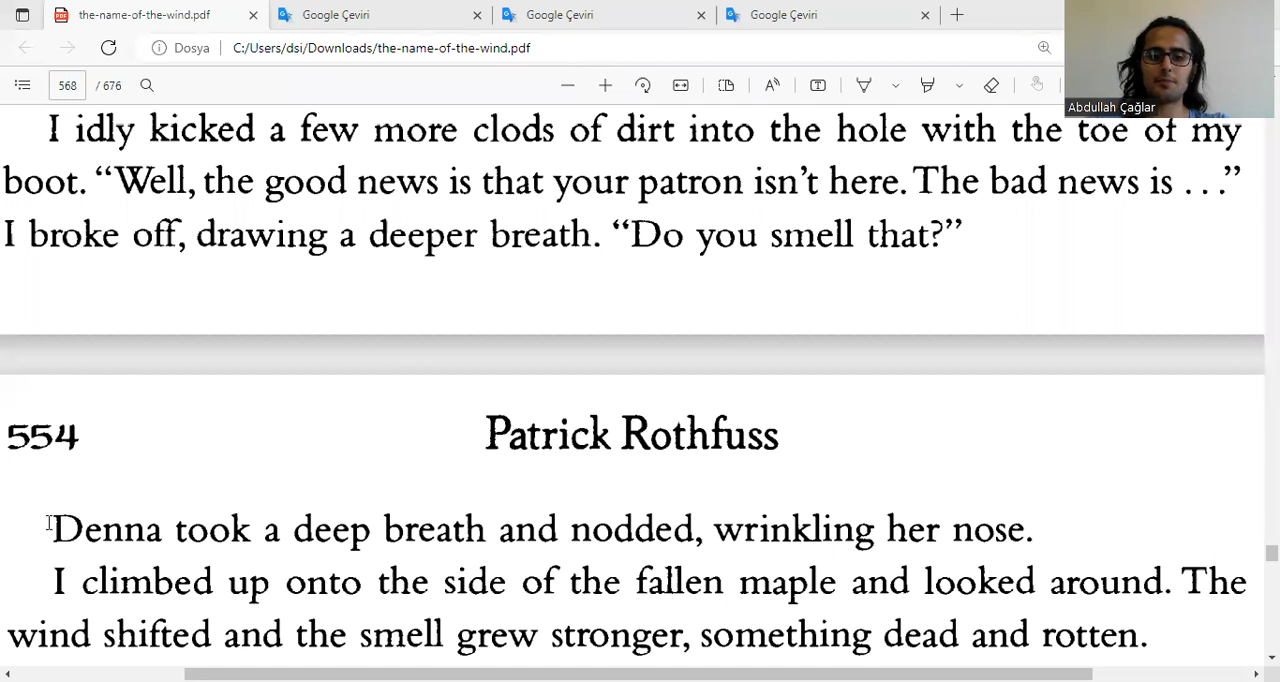 the-name-of-the-wind.pdf
Google Çeviri
Google Çeviri
Google Çeviri
Dosya
C:/Users/dsi/Downloads/the-name-of-the-wind.pdf
568
/ 676
Abdullah Çağlar
I idly kicked a few more clods of dirt into the hole with the toe of my
boot. “Well, the good news is that your patron isn’t here. The bad news is . . .”
I broke off, drawing a deeper breath. “Do you smell that?”
554
Patrick Rothfuss
Denna took a deep breath and nodded, wrinkling her nose.
I climbed up onto the side of the fallen maple and looked around. The
wind shifted and the smell grew stronger, something dead and rotten.